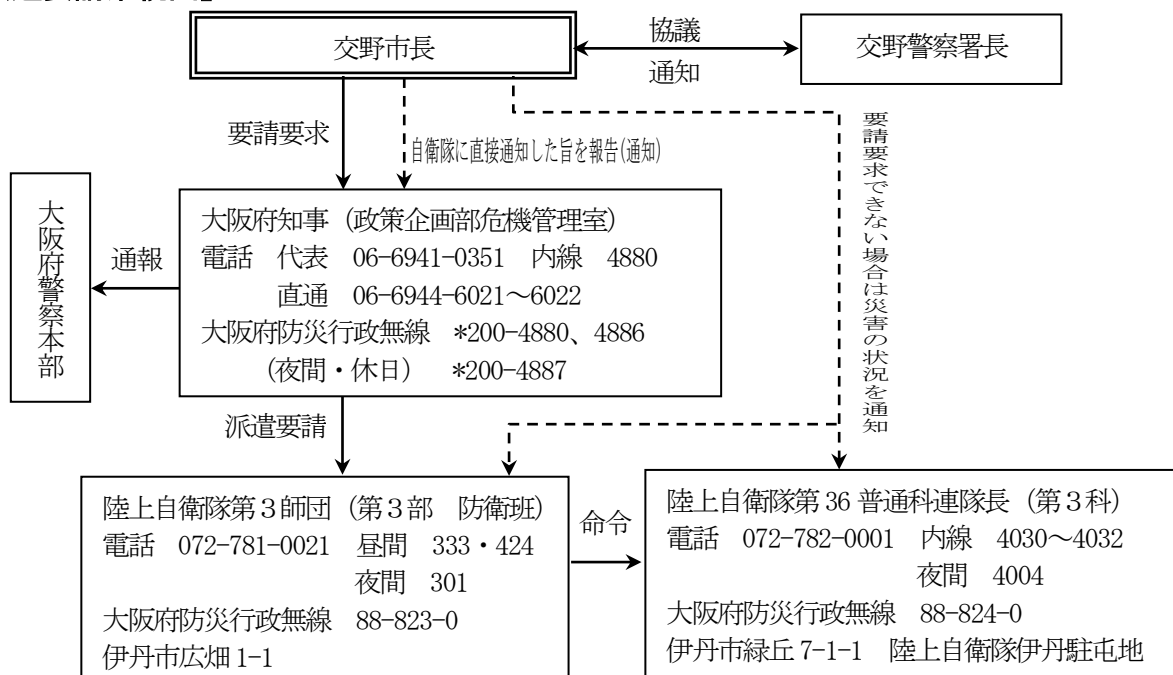 交野市長
協議
通知
交野警察署長
要請要求
自衛隊に直接通知した旨を報告(通知)
要請要求できない場合は災害の状況を通知
大阪府警察本部
通報
大阪府知事（政策企画部危機管理室）
電話　代表　06-6941-0351　内線　4880
直通　06-6944-6021～6022
大阪府防災行政無線　*200-4880、4886
（夜間・休日）　*200-4887
派遣要請
陸上自衛隊第３師団（第３部　防衛班）
電話　072-781-0021　昼間　333・424
夜間　301
大阪府防災行政無線　88-823-0
伊丹市広畑 1-1
命令
陸上自衛隊第 36 普通科連隊長（第３科）
電話　072-782-0001　内線　4030～4032
夜間　4004
大阪府防災行政無線　88-824-0
伊丹市緑丘 7-1-1　陸上自衛隊伊丹駐屯地